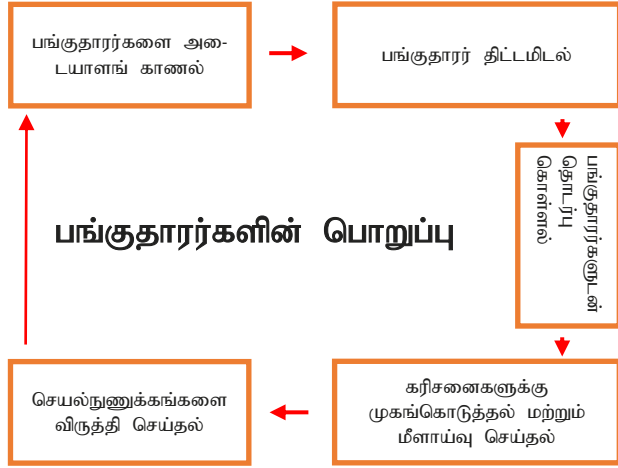 பங்குதாரர்களை அடை-
டயாளங் காணல்
பங்குதாரர் திட்டமிடல்
பங்குதாரர்களுடன்
தொடர்பு
கொள்ளல்
பங்குதாரர்களின் பொறுப்பு
கரிசனைகளுக்கு
முகங்கொடுத்தல் மற்றும்
மீளாய்வு செய்தல்
செயல்நுணுக்கங்களை
விருத்தி செய்தல்